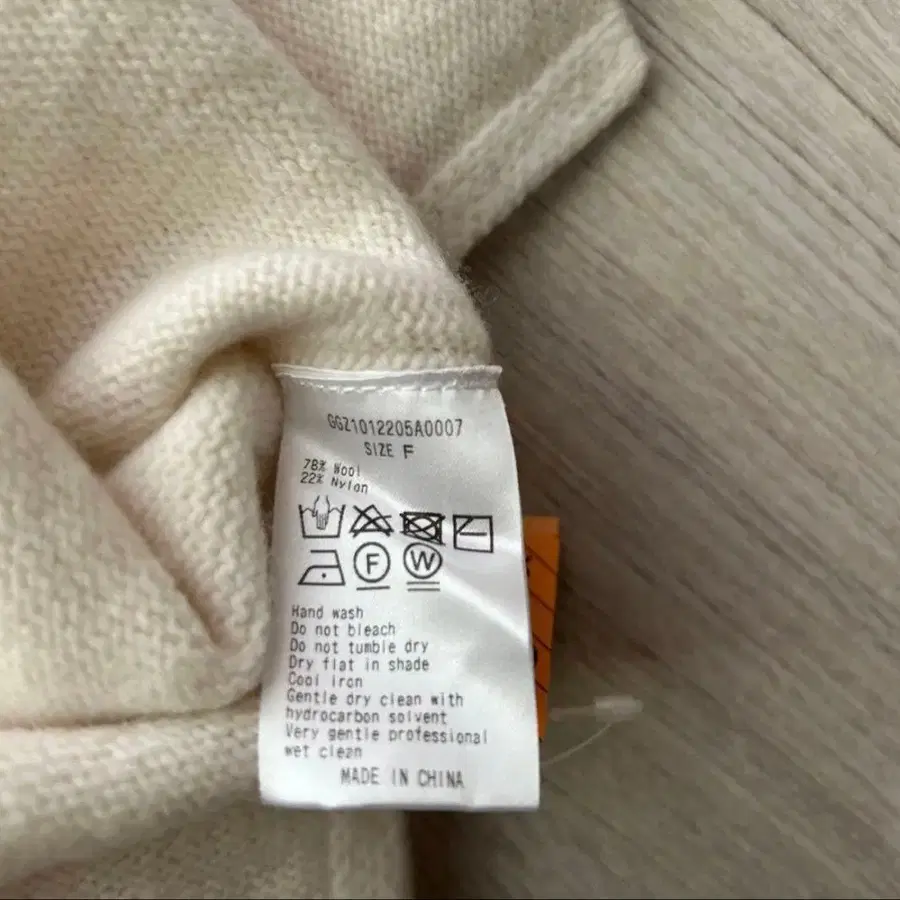 GGZ1012205A0007
SIZE F
78% Wool
22% Nylon
F W
Hand wash
Do not bleach
Do not tumble dry
Dry flat in shade
Cool iron
Gentle dry clean with
hydrocarbon solvent
Very gentle professional
wet clean
MADE IN CHINA